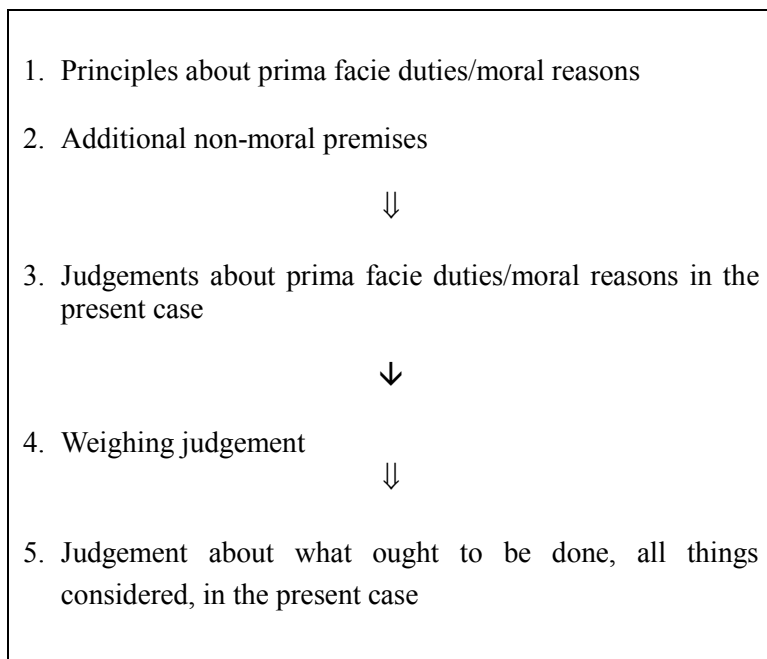 1. Principles about prima facie duties/moral reasons
2. Additional non-moral premises
⇓
3. Judgements about prima facie duties/moral reasons in the
present case
↓
4. Weighing judgement
⇓
5. Judgement about what ought to be done, all things
considered, in the present case